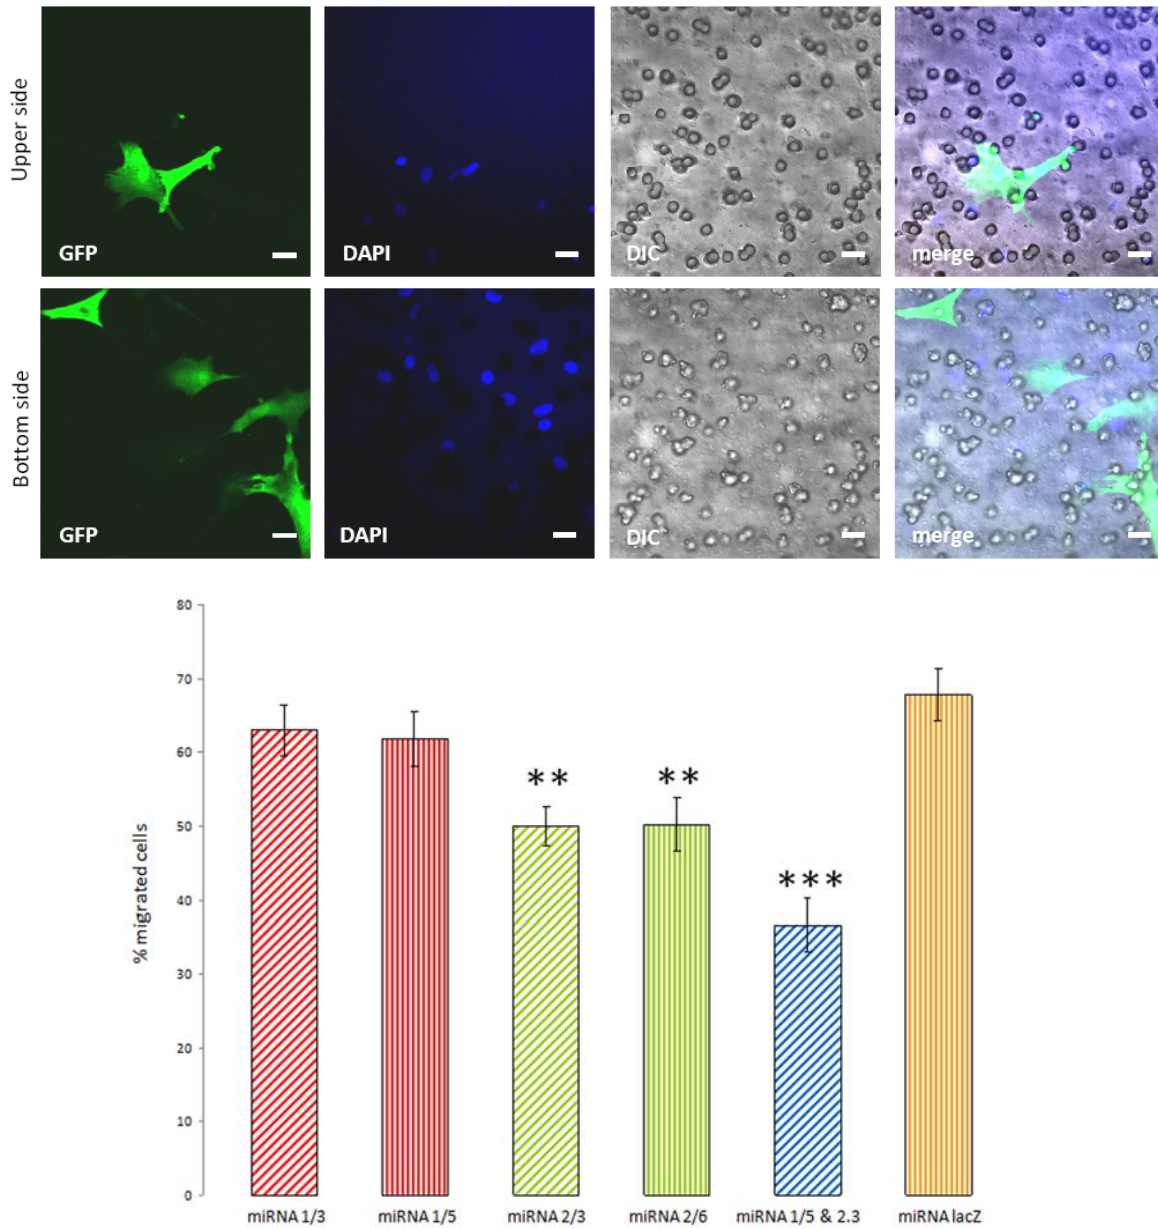 Upper side
GFP
DAPI
DIC
merge
Bottom side
GFP
DAPI
DIC
merge
80
70
60
50
40
30
20
10
0
% migrated cells
**
**
***
miRNA 1/3
miRNA 1/5
miRNA 2/3
miRNA 2/6
miRNA 1/5 & 2.3
miRNA lacZ